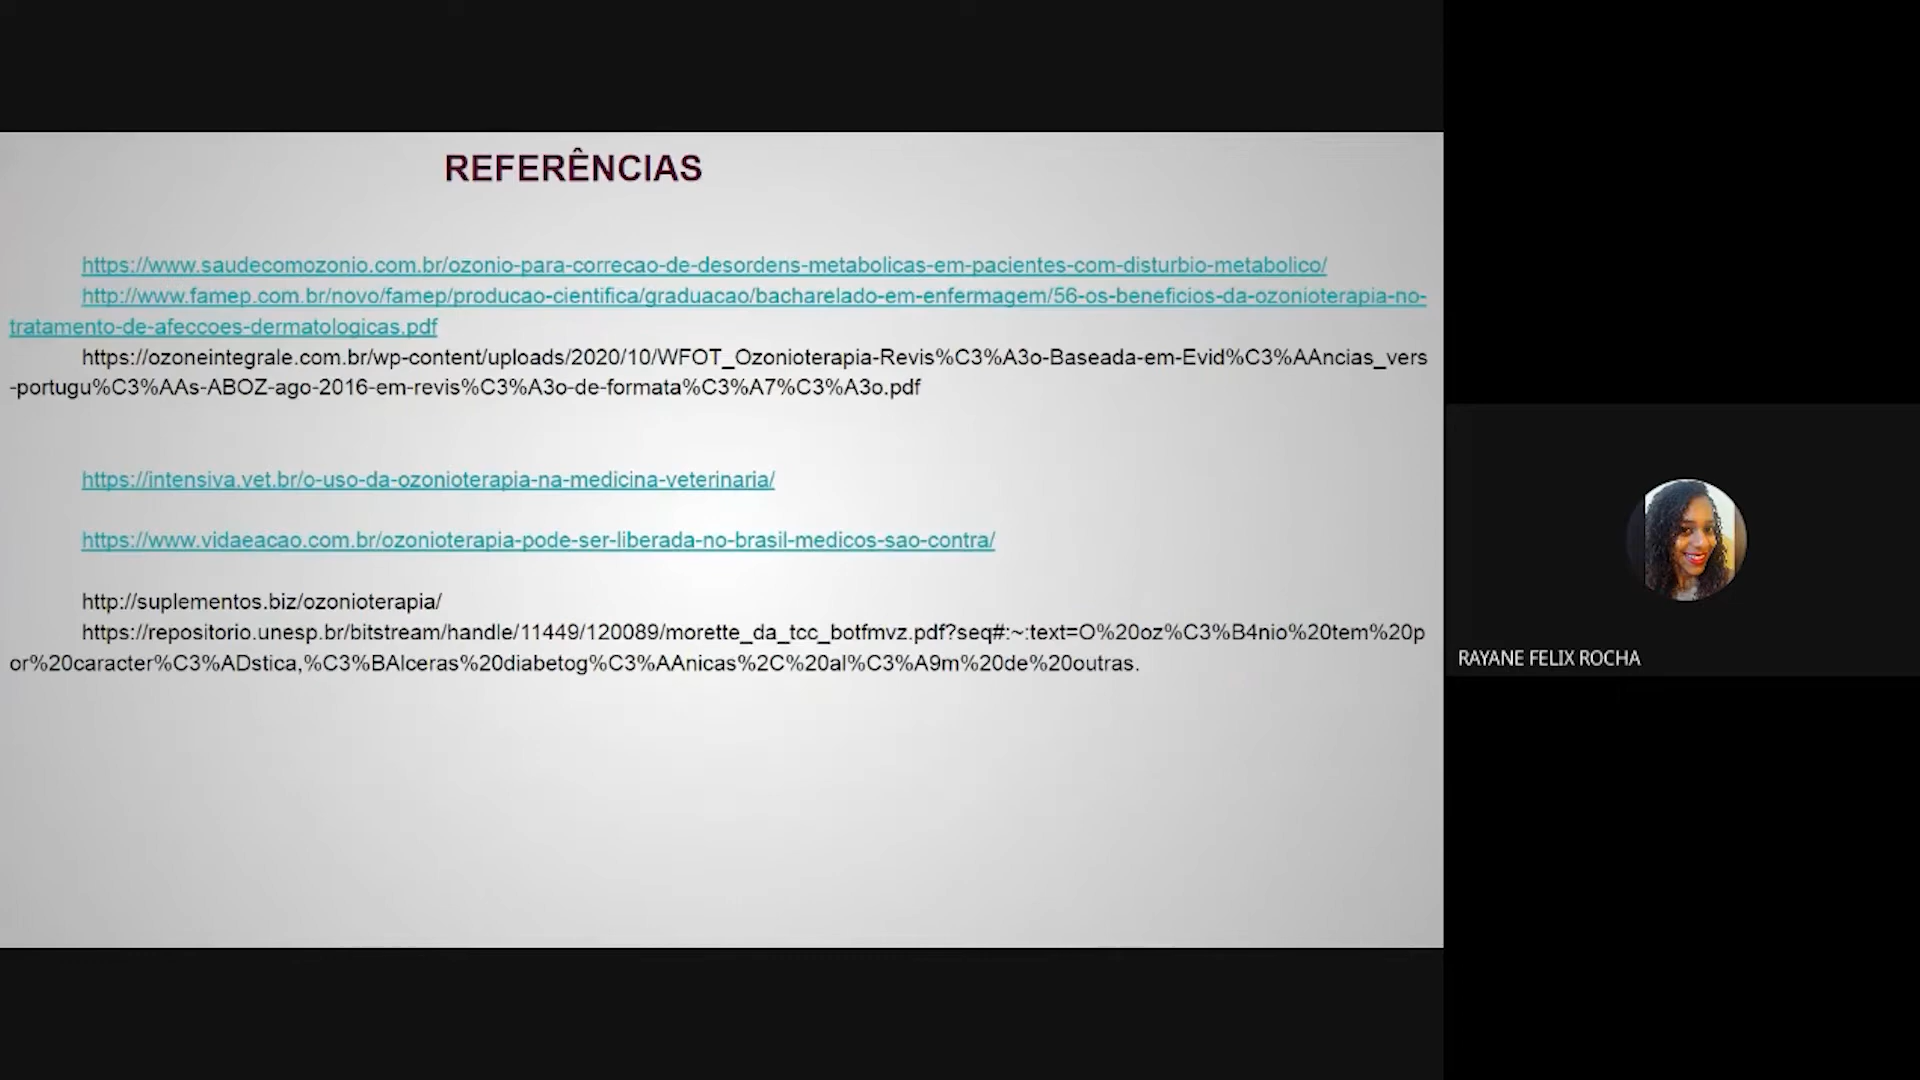 REFERÊNCIAS
https://www.saudecomozonio.com.br/ozonio-para-correcao-de-desordens-metabolicas-em-pacientes-com-disturbio-metabolico/
http://www.famep.com.br/novo/famep/producao-cientifica/graduacao/bacharelado-em-enfermagem/56-os-beneficios-da-ozonioterapia-no-
tratamento-de-afeccoes-dermatologicas.pdf
https://ozoneintegrale.com.br/wp-content/uploads/2020/10/WFOT_Ozonioterapia-Revis%C3%A3o-Baseada-em-Evid%C3%AAncias_vers
-portugu%C3%AAs-ABOZ-ago-2016-em-revis%C3%A3o-de-formata%C3%A7%C3%A3o.pdf
https://intensiva.vet.br/o-uso-da-ozonioterapia-na-medicina-veterinaria/
https://www.vidaeacao.com.br/ozonioterapia-pode-ser-liberada-no-brasil-medicos-sao-contra/
http://suplementos.biz/ozonioterapia/
https://repositorio.unesp.br/bitstream/handle/11449/120089/morette_da_tcc_botfmvz.pdf?seq#:~:text=O%20oz%C3%B4nio%20tem%20p
or%20caracter%C3%ADstica,%C3%BAlceras%20diabetog%C3%AAnicas%2C%20al%C3%A9m%20de%20outras.
RAYANE FELIX ROCHA